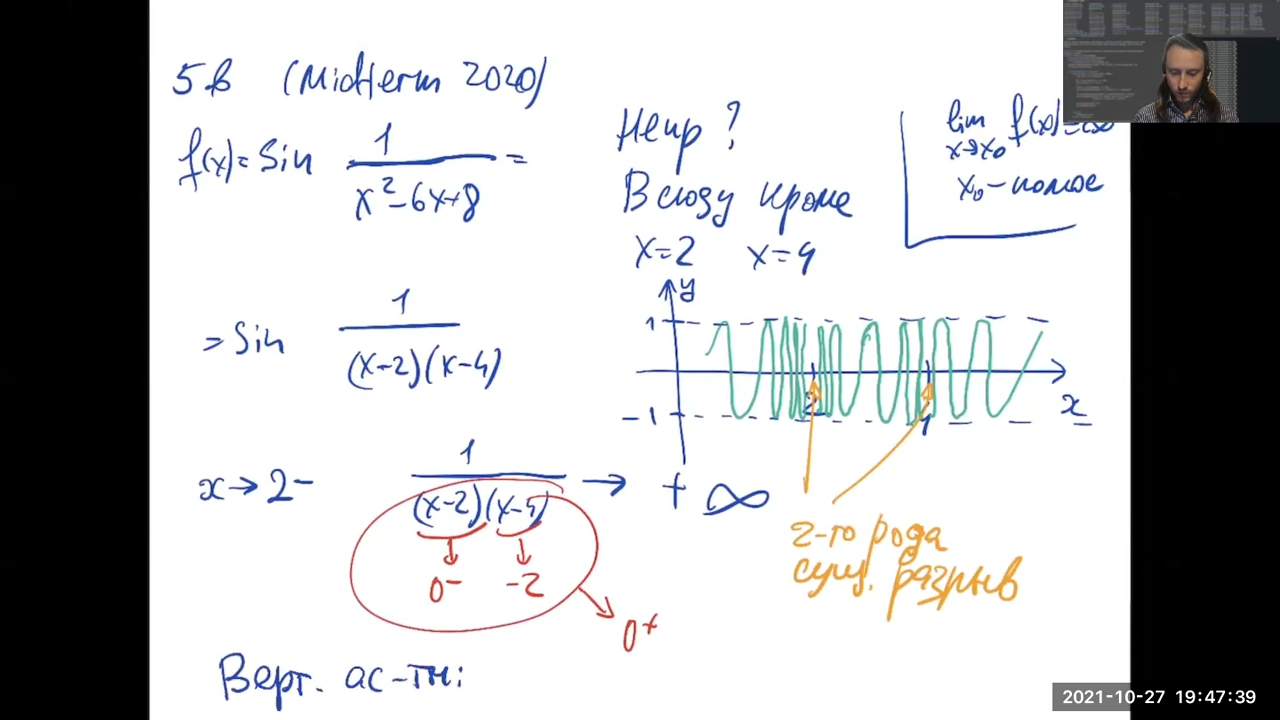 5в (Midterm 2020)
f(x) = sin 1/(x²-6x+8) =
= sin 1/((x-2)(x-4))
x→2- 1/((x-2)(x-4)) → +∞
0- -2
0+
Верт. ас-ты:
Непр?
Всюду кроме
x=2 x=4
lim f(x)=±∞
x→x₀
x₀-полюс
y
1
-1
2 4
x
2-го рода
сущ. разрыв
2021-10-27 19:47:39